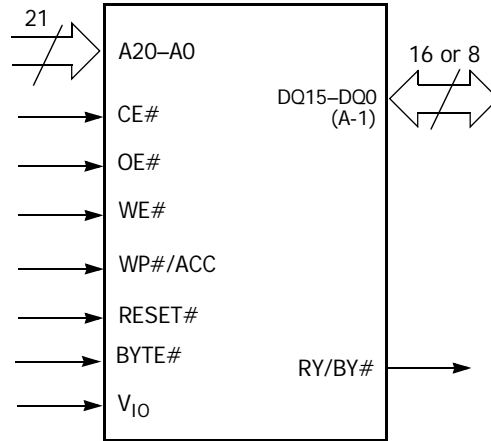 21
A20–A0
16 or 8
DQ15–DQ0
(A-1)
CE#
OE#
WE#
WP#/ACC
RESET#
BYTE#
RY/BY#
VIO